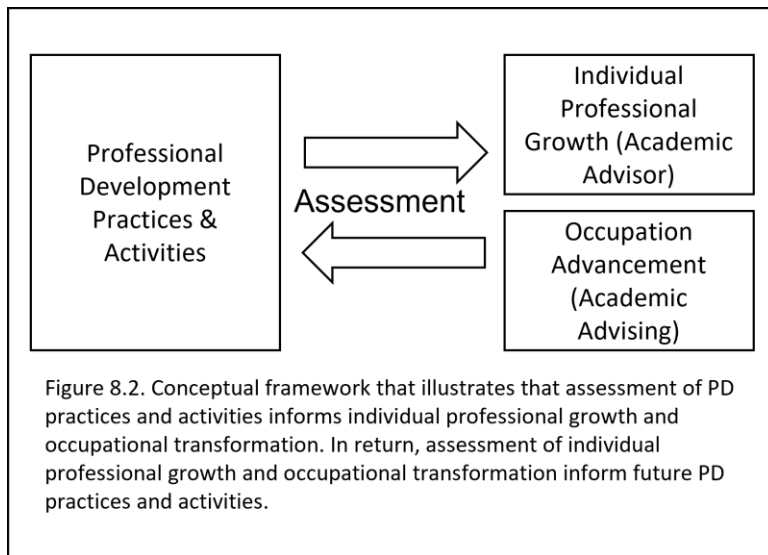 Professional
Development
Practices &
Activities
Assessment
Individual
Professional
Growth (Academic
Advisor)
Occupation
Advancement
(Academic
Advising)
Figure 8.2. Conceptual framework that illustrates that assessment of PD
practices and activities informs individual professional growth and
occupational transformation. In return, assessment of individual
professional growth and occupational transformation inform future PD
practices and activities.